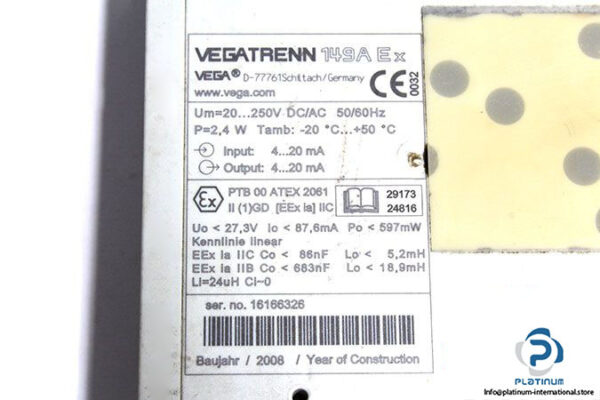 VEGATRENN 149A Ex
VEGA® D-77761Schiltach/Germany
www.vega.com
CE 0032
Um=20...250V DC/AC 50/60Hz
P=2,4 W Tamb: -20 °C...+50 °C
Input: 4...20 mA
Output: 4...20 mA
Ex PTB 00 ATEX 2061
II (1)GD [EEx ia] IIC
29173
24816
Uo < 27,3V Io < 87,6mA Po < 597mW
Kennlinie linear
EEx ia IIC Co < 86nF Lo < 5,2mH
EEx ia IIB Co < 683nF Lo < 18,9mH
Li=24uH Ci~0
ser. no. 16166326
Baujahr / 2008 / Year of Construction
PLATINUM
Info@platinum-international.store